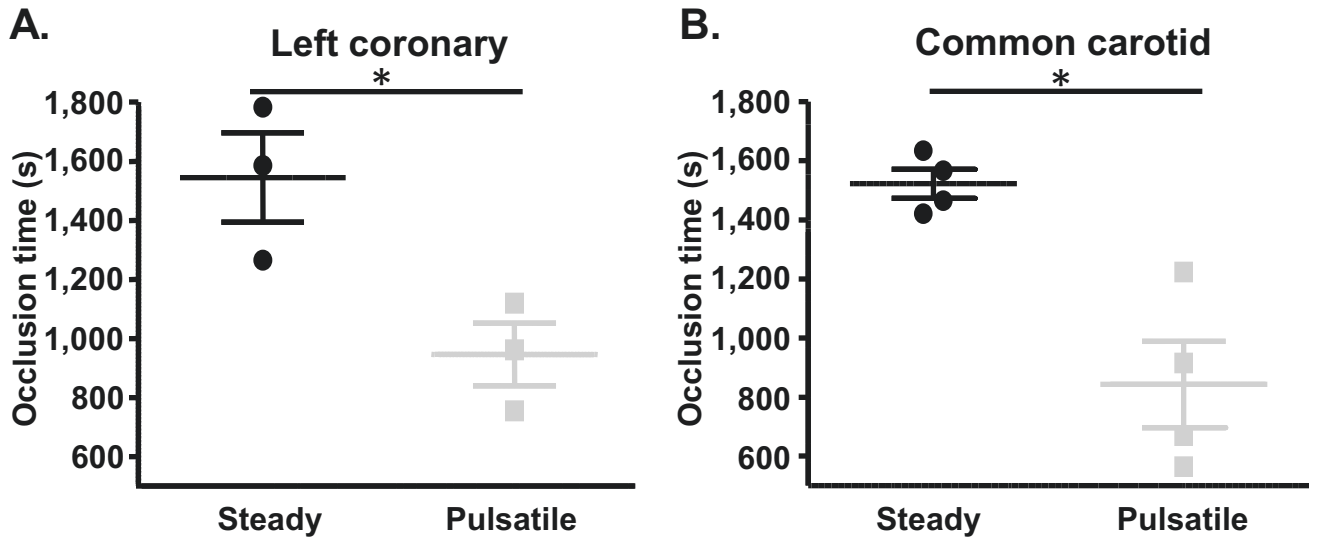 A.
Left coronary
*
Occlusion time (s)
1,800
1,600
1,400
1,200
1,000
800
600
Steady Pulsatile
B.
Common carotid
*
Occlusion time (s)
1,800
1,600
1,400
1,200
1,000
800
600
Steady Pulsatile